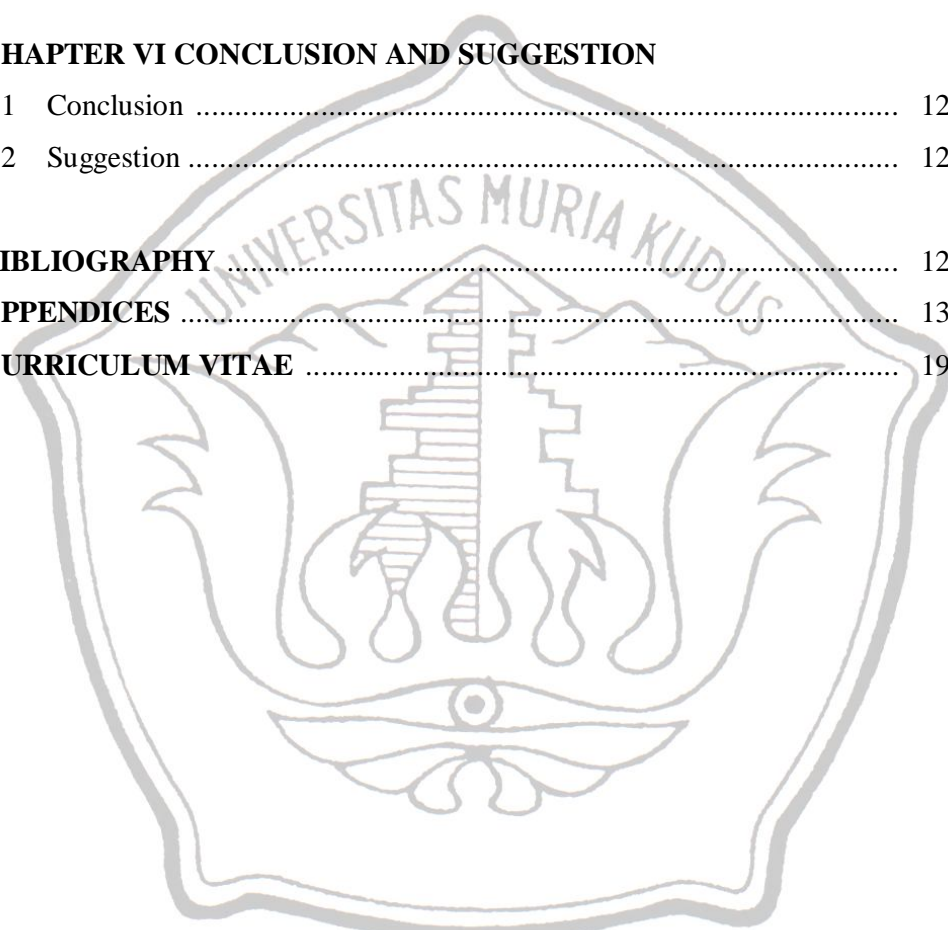 HAPTER VI CONCLUSION AND SUGGESTION
1 Conclusion .......................................................................................... 12
2 Suggestion ........................................................................................... 12
UNIVERSITAS MURIA KUDUS
IBLIOGRAPHY ...................................................................................... 12
PPENDICES ............................................................................................ 13
URRICULUM VITAE ............................................................................ 19